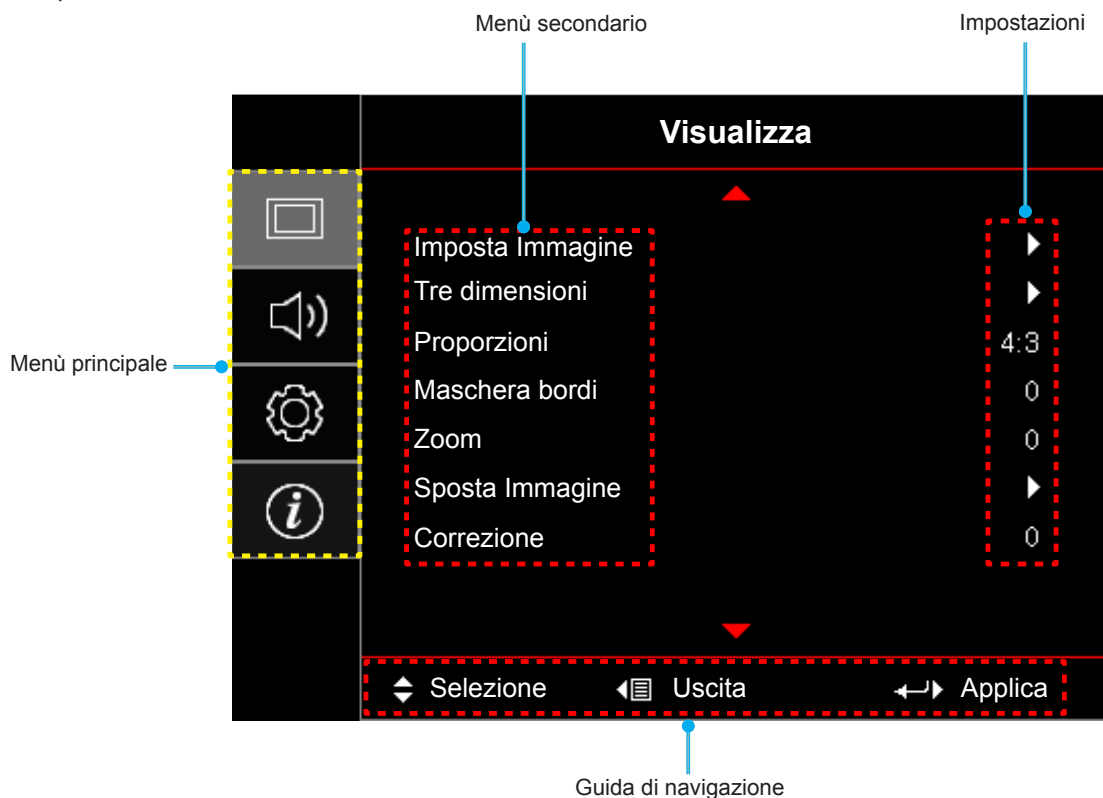 Menù secondario
Impostazioni
Visualizza
Imposta Immagine
Tre dimensioni
Proporzioni 4:3
Menù principale
Maschera bordi 0
Zoom 0
Sposta Immagine
Correzione 0
Selezione Uscita Applica
Guida di navigazione